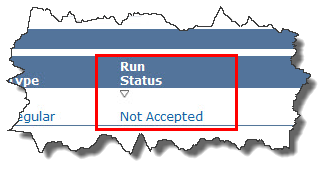 Run
ype Status
egular Not Accepted